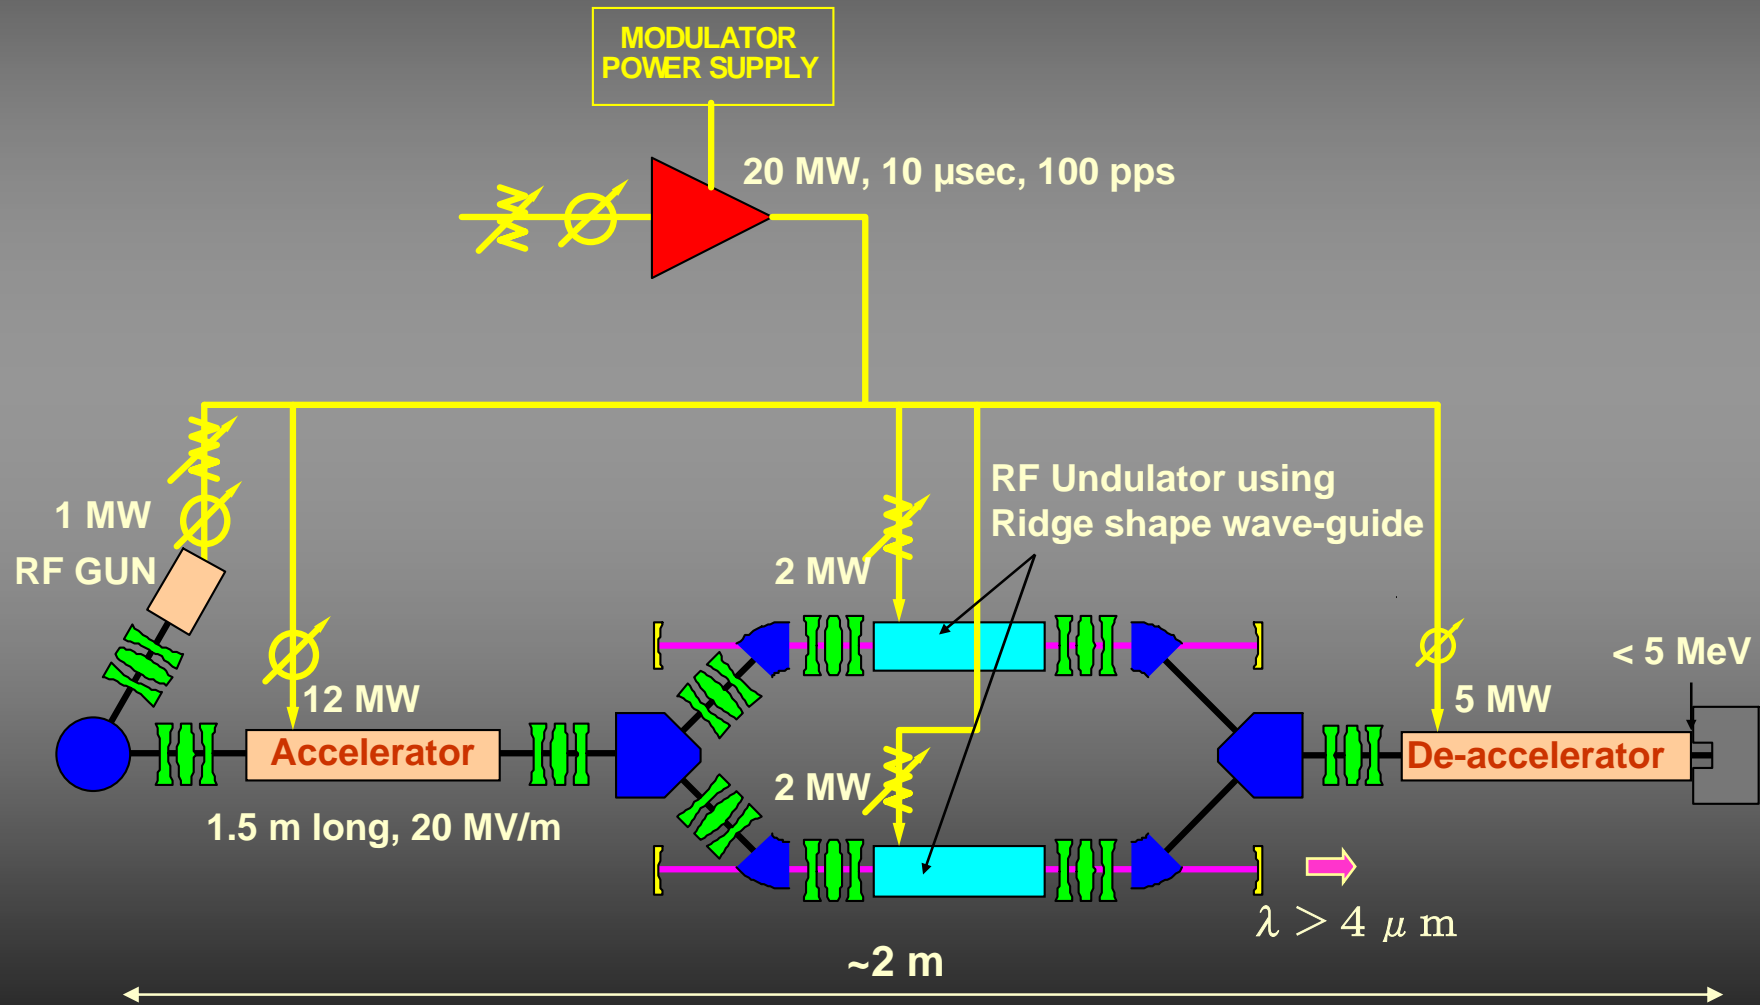 MODULATOR
POWER SUPPLY
20 MW, 10 μsec, 100 pps
RF Undulator using
Ridge shape wave-guide
1 MW
RF GUN
2 MW
< 5 MeV
12 MW
5 MW
Accelerator
De-accelerator
2 MW
1.5 m long, 20 MV/m
λ > 4 μ m
~2 m